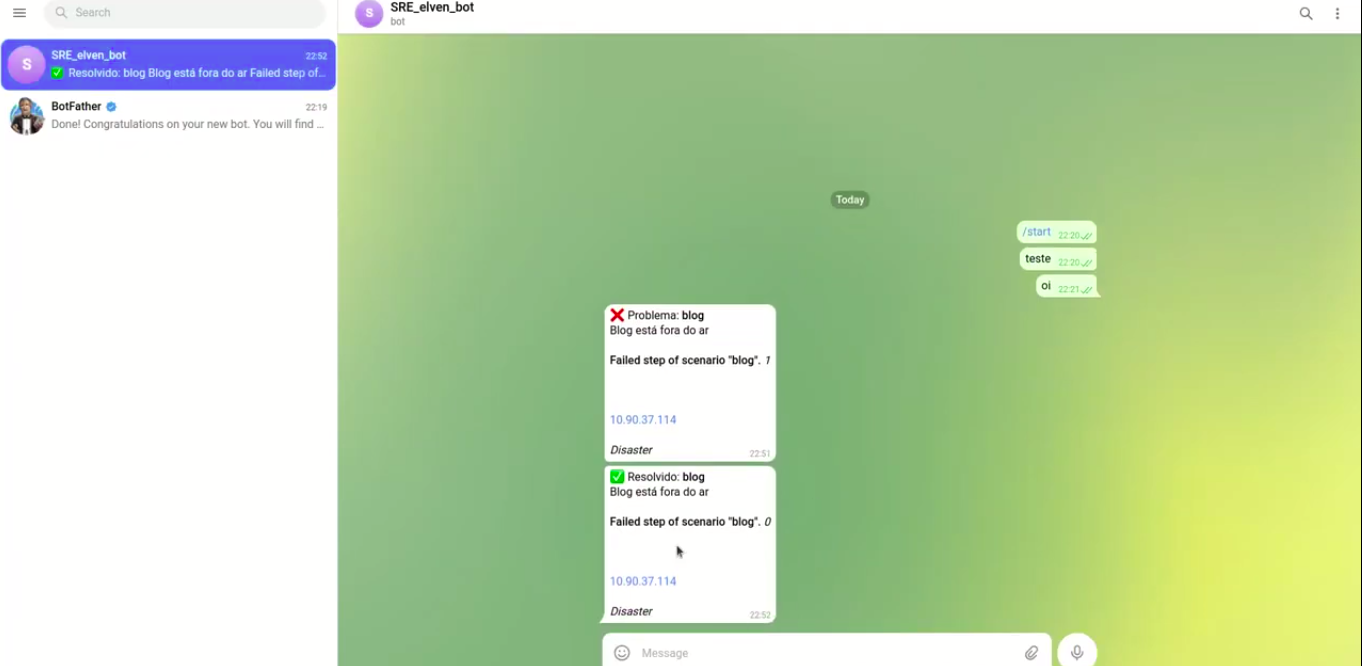 Search
S
SRE_elven_bot
22:52
✅ Resolvido: blog Blog está fora do ar Failed step of...
BotFather
22:19
Done! Congratulations on your new bot. You will find ...
S
SRE_elven_bot
bot
Today
/start 22:20
teste 22:20
oi 22:21
❌ Problema: blog
Blog está fora do ar
Failed step of scenario "blog". 1
10.90.37.114
Disaster
22:51
✅ Resolvido: blog
Blog está fora do ar
Failed step of scenario "blog". 0
10.90.37.114
Disaster
22:52
Message